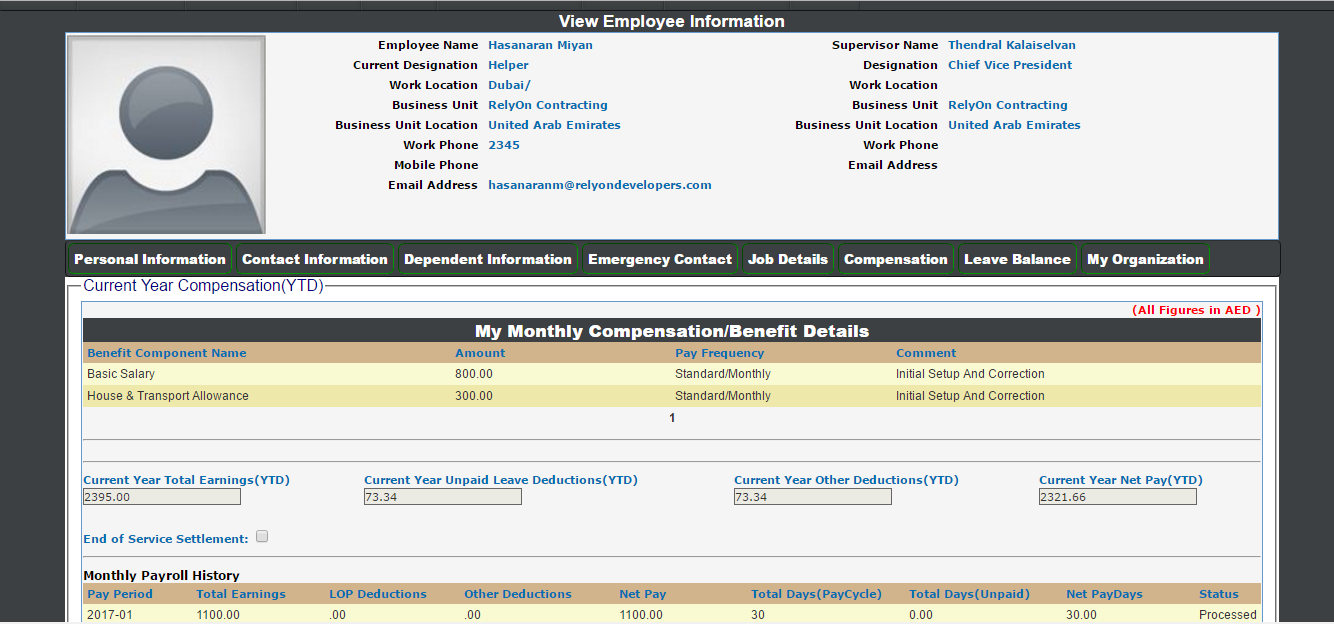 View Employee Information
Employee Name Hasanaran Miyan Supervisor Name Thendral Kalaiselvan
Current Designation Helper Designation Chief Vice President
Work Location Dubai/ Work Location
Business Unit RelyOn Contracting Business Unit RelyOn Contracting
Business Unit Location United Arab Emirates Business Unit Location United Arab Emirates
Work Phone 2345 Work Phone
Mobile Phone Email Address
Email Address hasanaranm@relyondevelopers.com
Personal Information Contact Information Dependent Information Emergency Contact Job Details Compensation Leave Balance My Organization
Current Year Compensation(YTD)
(All Figures in AED )
My Monthly Compensation/Benefit Details
Benefit Component Name Amount Pay Frequency Comment
Basic Salary 800.00 Standard/Monthly Initial Setup And Correction
House & Transport Allowance 300.00 Standard/Monthly Initial Setup And Correction
1
Current Year Total Earnings(YTD) Current Year Unpaid Leave Deductions(YTD) Current Year Other Deductions(YTD) Current Year Net Pay(YTD)
2395.00 73.34 73.34 2321.66
End of Service Settlement:
Monthly Payroll History
Pay Period Total Earnings LOP Deductions Other Deductions Net Pay Total Days(PayCycle) Total Days(Unpaid) Net PayDays Status
2017-01 1100.00 .00 .00 1100.00 30 0.00 30.00 Processed